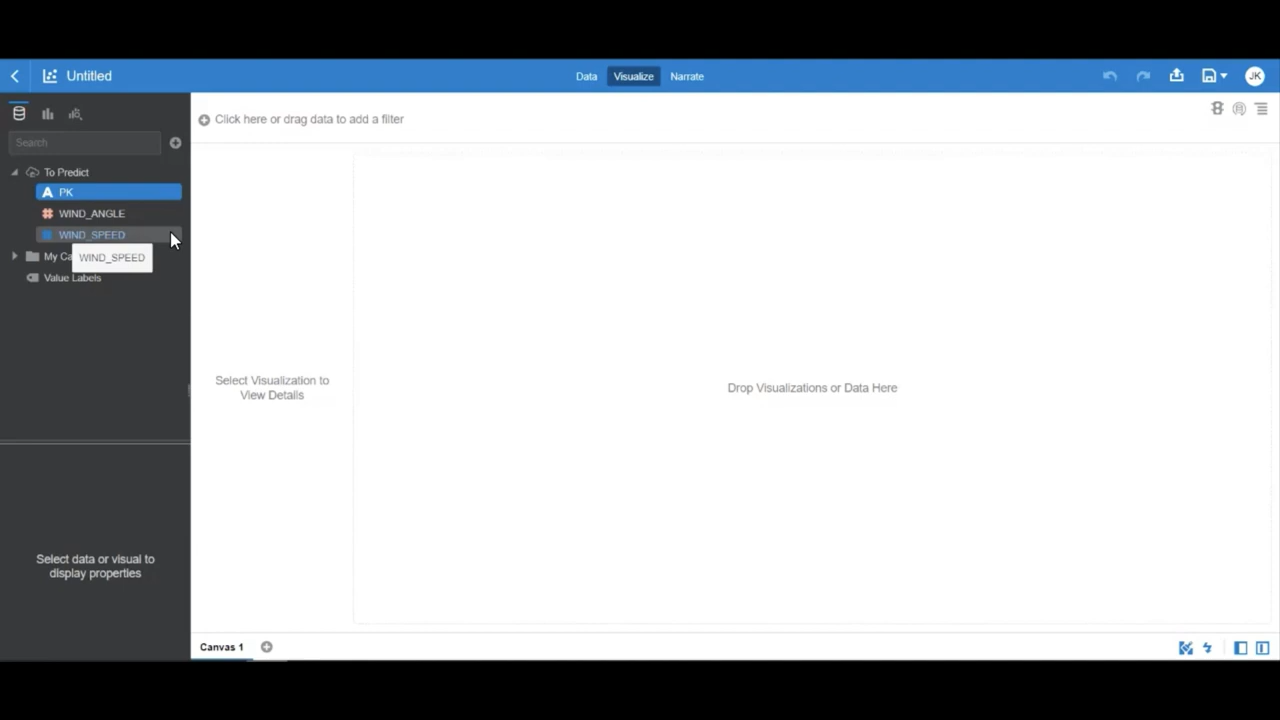 Untitled
Data
Visualize
Narrate
JK
Search
Click here or drag data to add a filter
To Predict
A PK
WIND_ANGLE
WIND_SPEED
My Ca
WIND_SPEED
Value Labels
Select Visualization to
View Details
Drop Visualizations or Data Here
Select data or visual to
display properties
Canvas 1